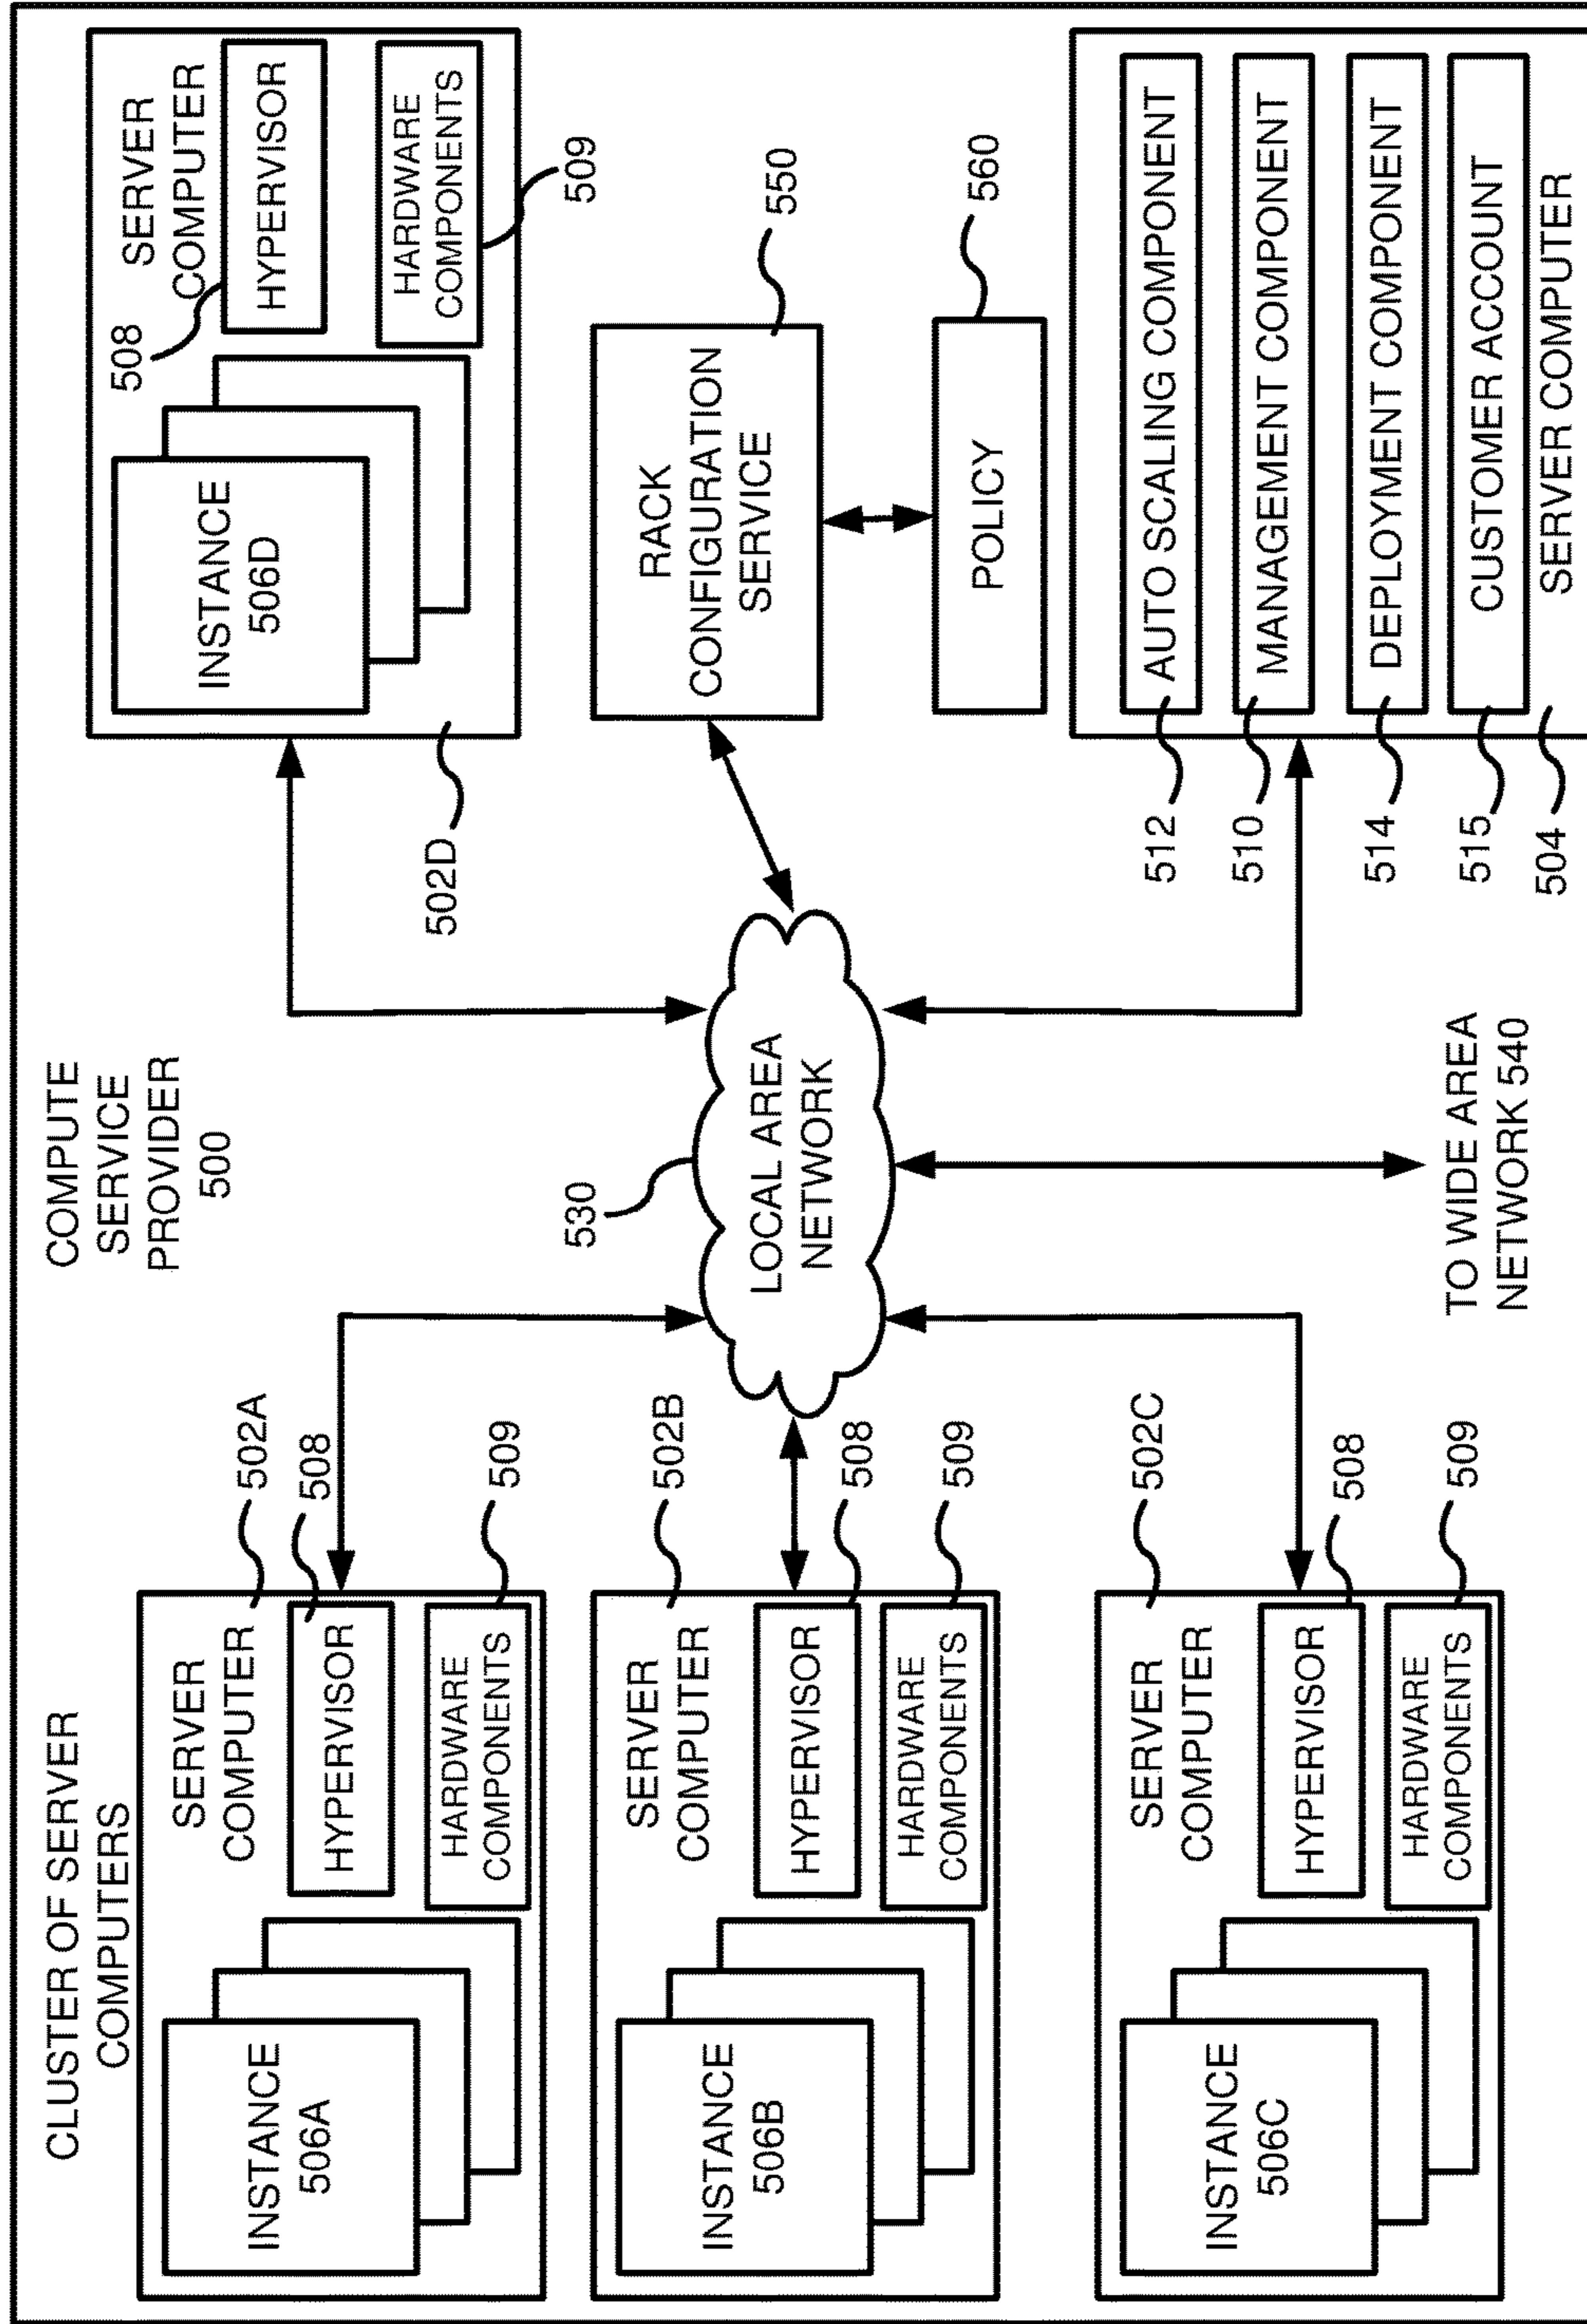 COMPUTE
SERVICE
PROVIDER
500
CLUSTER OF SERVER
COMPUTERS
SERVER
COMPUTER
502A
INSTANCE
506A
HYPERVISOR
508
HARDWARE
COMPONENTS
509
SERVER
COMPUTER
502B
INSTANCE
506B
HYPERVISOR
508
HARDWARE
COMPONENTS
509
SERVER
COMPUTER
502C
INSTANCE
506C
HYPERVISOR
508
HARDWARE
COMPONENTS
509
530
LOCAL AREA
NETWORK
TO WIDE AREA
NETWORK 540
508
SERVER
COMPUTER
INSTANCE
506D
HYPERVISOR
HARDWARE
COMPONENTS
502D
509
RACK
CONFIGURATION
SERVICE
550
POLICY
560
512
AUTO SCALING COMPONENT
510
MANAGEMENT COMPONENT
514
DEPLOYMENT COMPONENT
515
CUSTOMER ACCOUNT
504
SERVER COMPUTER